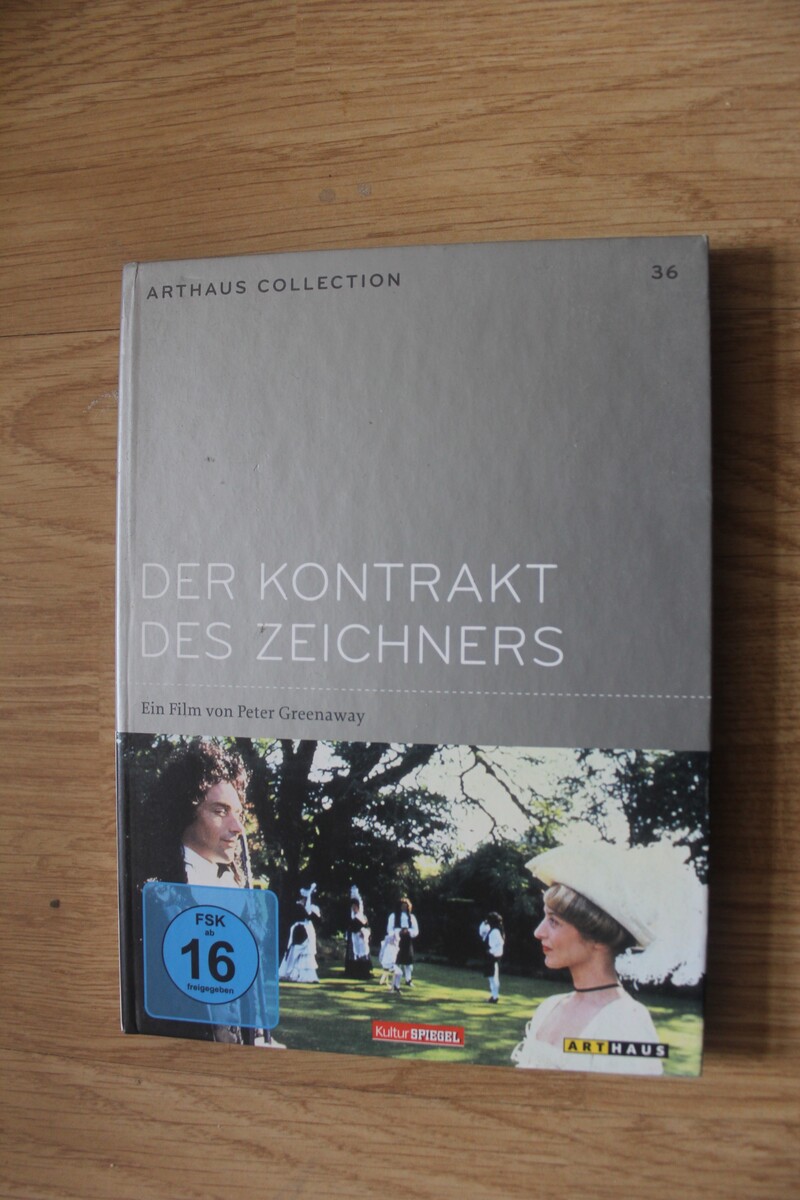 ARTHAUS COLLECTION 36
DER KONTRAKT
DES ZEICHNERS
Ein Film von Peter Greenaway
FSK
ab
16
freigegeben
KulturSPIEGEL
ARTHAUS